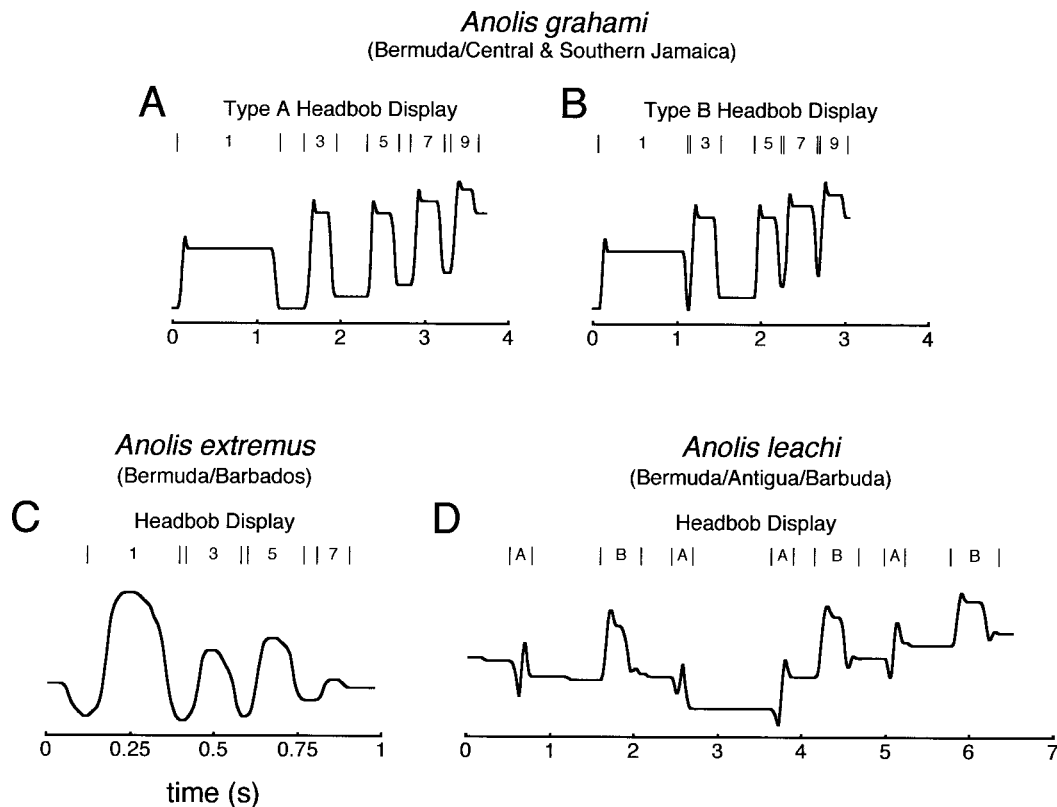 Anolis grahami
(Bermuda/Central & Southern Jamaica)
A
Type A Headbob Display
| 1 | | 3 | | 5 | | 7 | | 9 |
0 1 2 3 4
B
Type B Headbob Display
| 1 || 3 | | 5 || 7 || 9 |
0 1 2 3 4
Anolis extremus
(Bermuda/Barbados)
C
Headbob Display
| 1 || 3 || 5 | | 7 |
0 0.25 0.5 0.75 1
time (s)
Anolis leachi
(Bermuda/Antigua/Barbuda)
D
Headbob Display
| A | | B | | A | | A | | B | | A | | B |
0 1 2 3 4 5 6 7